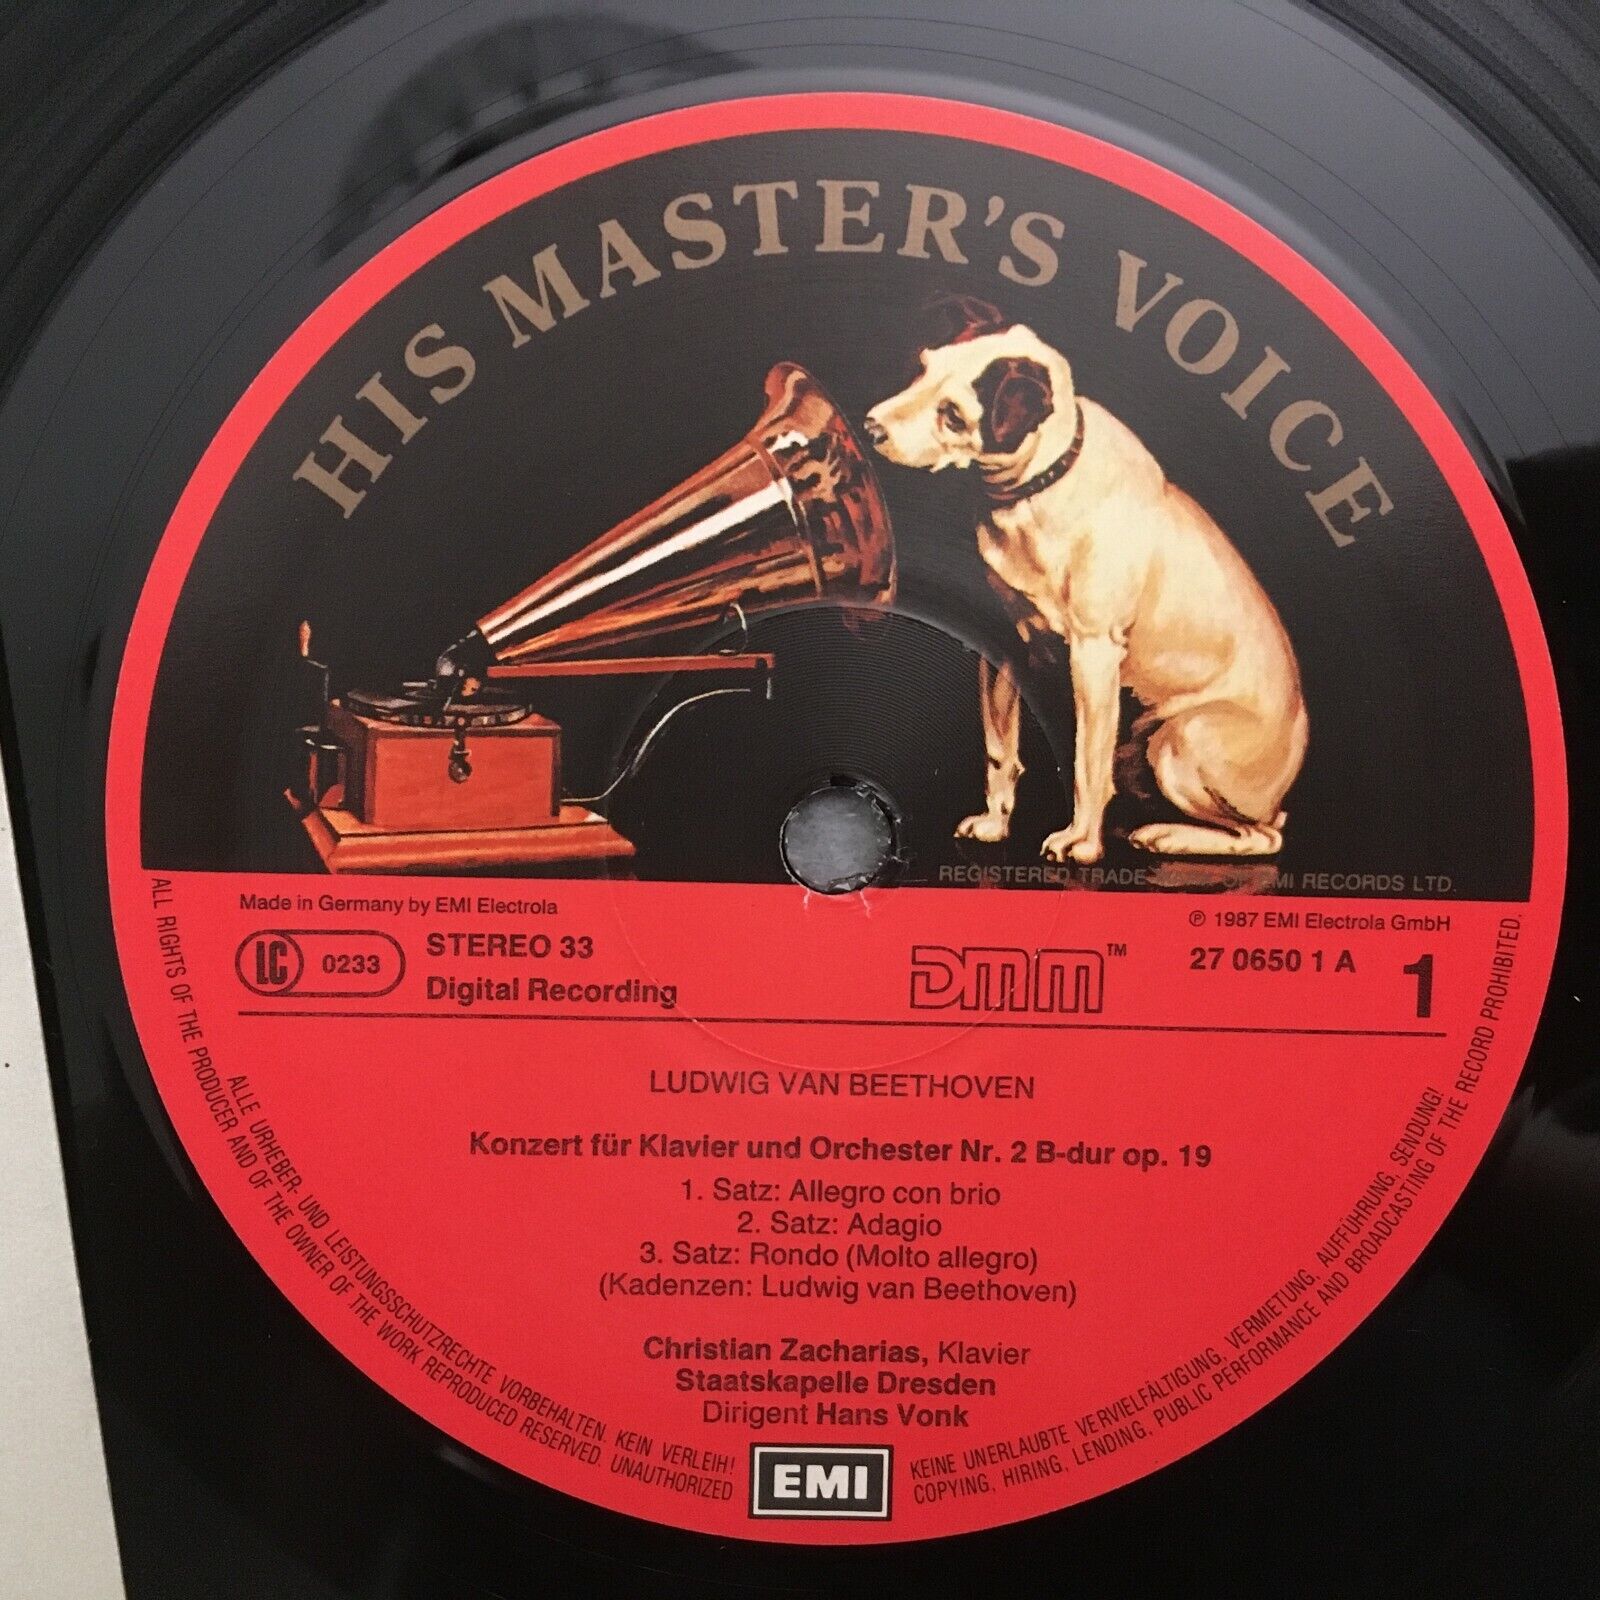 HIS MASTER'S VOICE
REGISTERED TRADE MARK OF EMI RECORDS LTD.
Made in Germany by EMI Electrola
℗ 1987 EMI Electrola GmbH
LC 0233
STEREO 33
Digital Recording
DMM™
27 0650 1 A
1
LUDWIG VAN BEETHOVEN
Konzert für Klavier und Orchester Nr. 2 B-dur op. 19
1. Satz: Allegro con brio
2. Satz: Adagio
3. Satz: Rondo (Molto allegro)
(Kadenzen: Ludwig van Beethoven)
Christian Zacharias, Klavier
Staatskapelle Dresden
Dirigent Hans Vonk
EMI
ALLE URHEBER- UND LEISTUNGSSCHUTZRECHTE VORBEHALTEN. KEIN VERLEIH! KEINE UNERLAUBTE VERVIELFÄLTIGUNG, VERMIETUNG, AUFFÜHRUNG, SENDUNG!
ALL RIGHTS OF THE PRODUCER AND OF THE OWNER OF THE WORK REPRODUCED RESERVED. UNAUTHORIZED COPYING, HIRING, LENDING, PUBLIC PERFORMANCE AND BROADCASTING OF THE RECORD PROHIBITED.